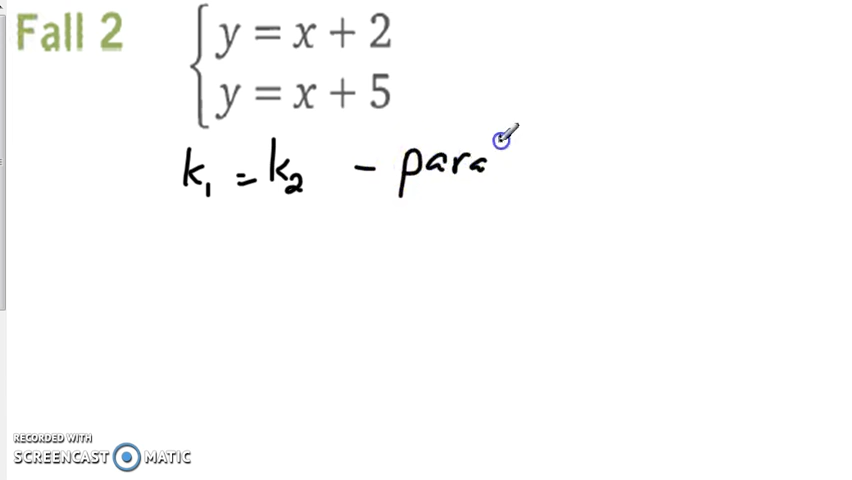 Fall 2
y = x + 2
y = x + 5
k₁ = k₂ – para
RECORDED WITH
SCREENCAST MATIC